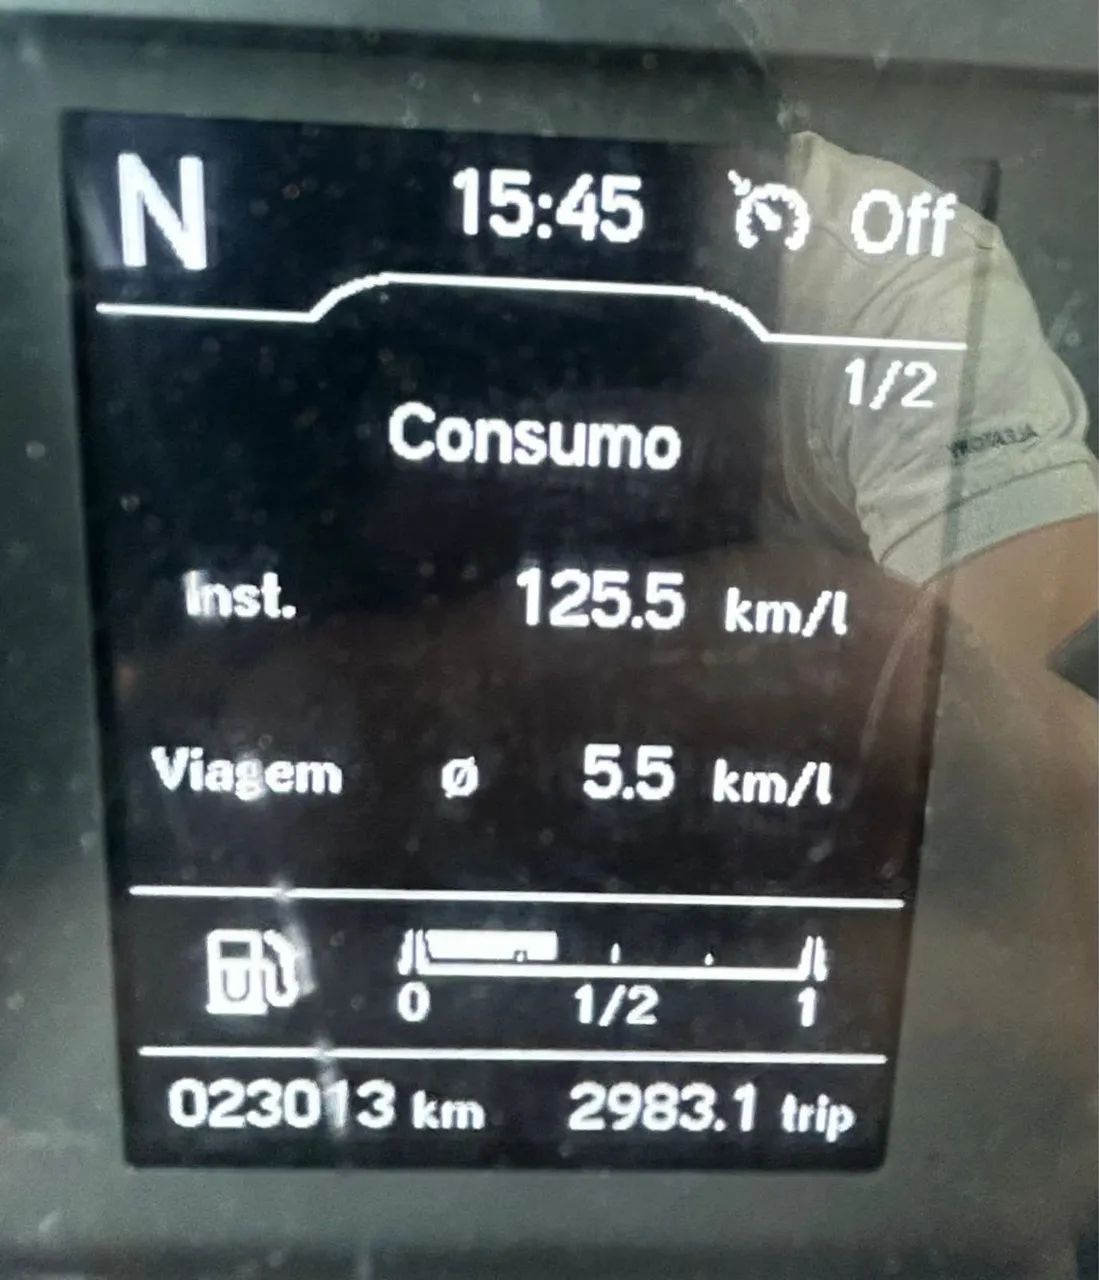 N 15:45 Off
1/2
Consumo
Inst. 125.5 km/l
Viagem ø 5.5 km/l
0 1/2 1
023013 km 2983.1 trip